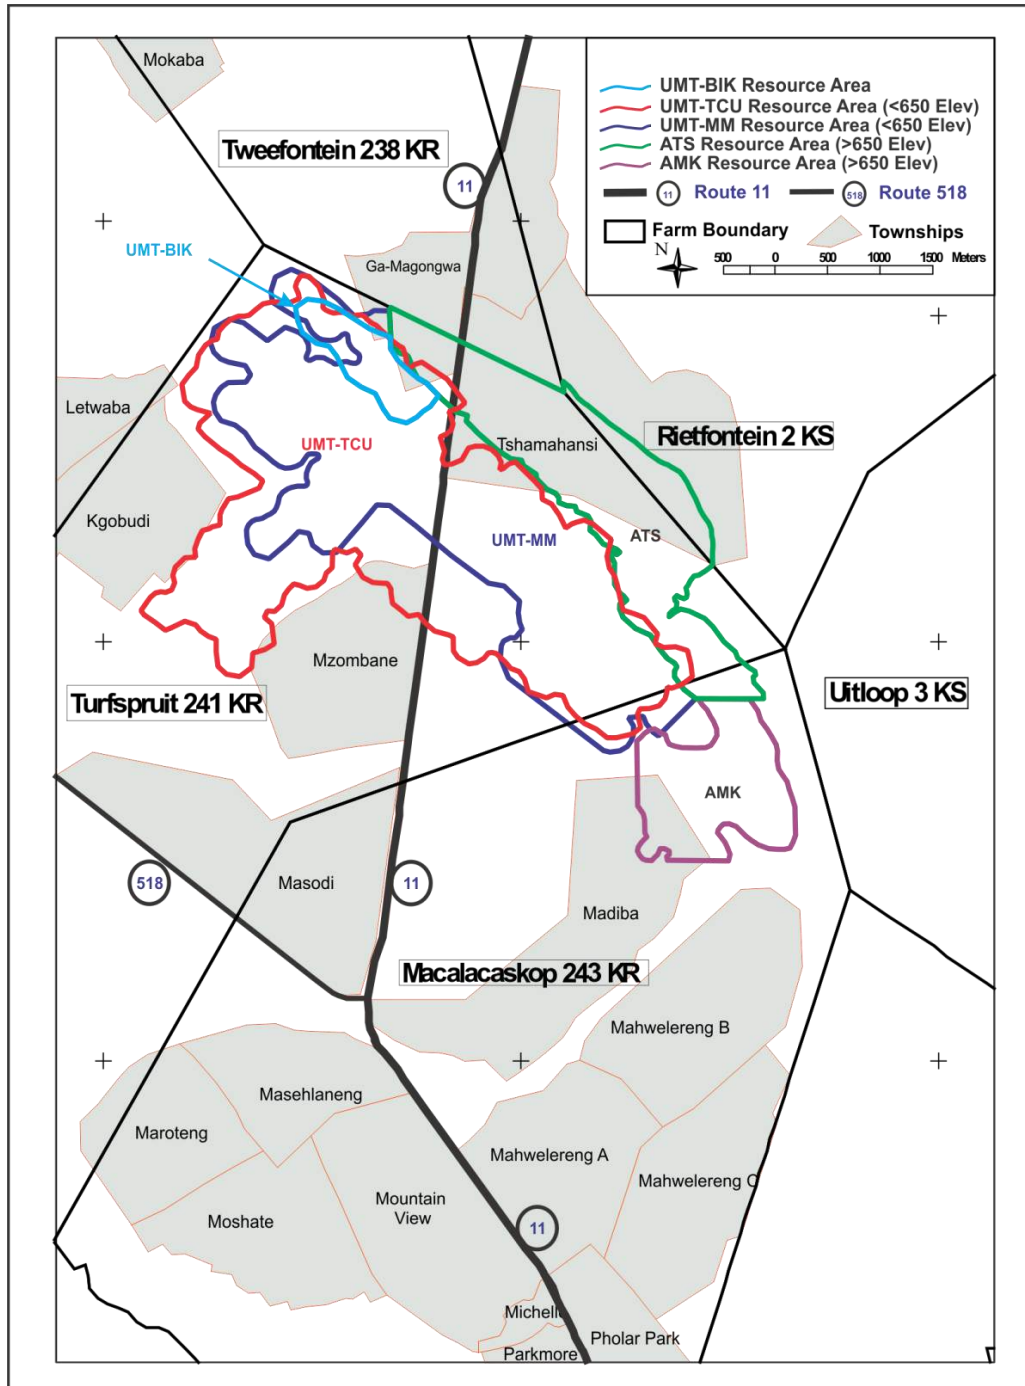 Mokaba
UMT-BIK Resource Area
UMT-TCU Resource Area (<650 Elev)
UMT-MM Resource Area (<650 Elev)
ATS Resource Area (>650 Elev)
AMK Resource Area (>650 Elev)
11 Route 11 518 Route 518
Farm Boundary Townships
N
500 0 500 1000 1500 Meters
Tweefontein 238 KR
11
UMT-BIK
Ga-Magongwa
Letwaba
UMT-TCU
Tshamahansi
Rietfontein 2 KS
Kgobudi
UMT-MM
ATS
Mzombane
Turfspruit 241 KR
Uitloop 3 KS
AMK
518
Masodi
11
Madiba
Macalacaskop 243 KR
Mahwelereng B
Masehlaneng
Maroteng
Mahwelereng A
Mahwelereng C
Mountain
View
Moshate
11
Michelle
Pholar Park
Parkmore